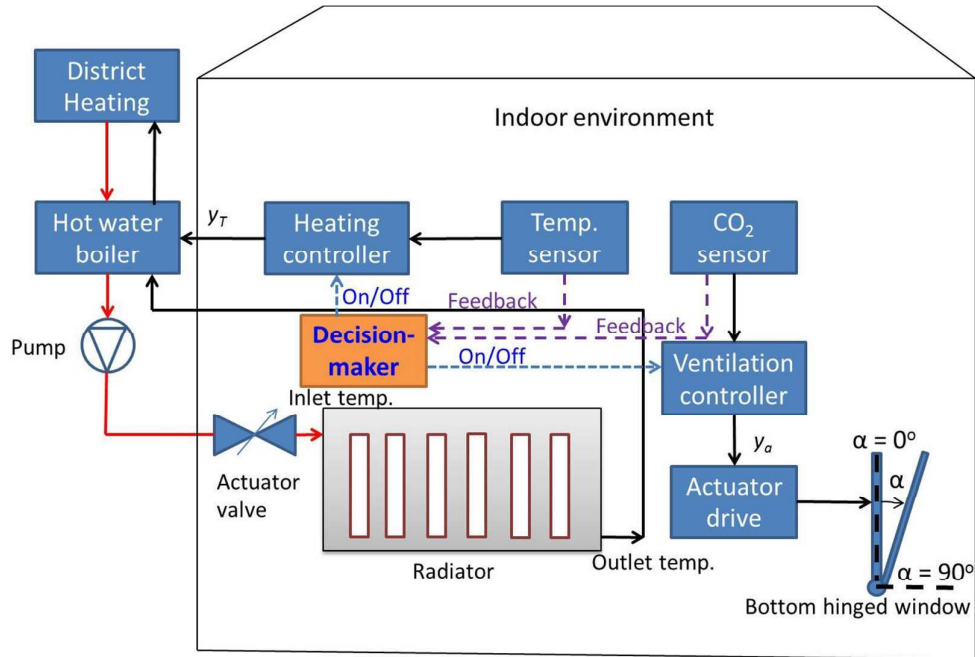 District
Heating
Indoor environment
Hot water
boiler
y_T
Heating
controller
Temp.
sensor
CO₂
sensor
On/Off
Feedback
Feedback
Pump
Decision-
maker
On/Off
Ventilation
controller
Inlet temp.
Actuator
valve
y_a
α = 0°
α
Actuator
drive
Radiator
Outlet temp.
α = 90°
Bottom hinged window